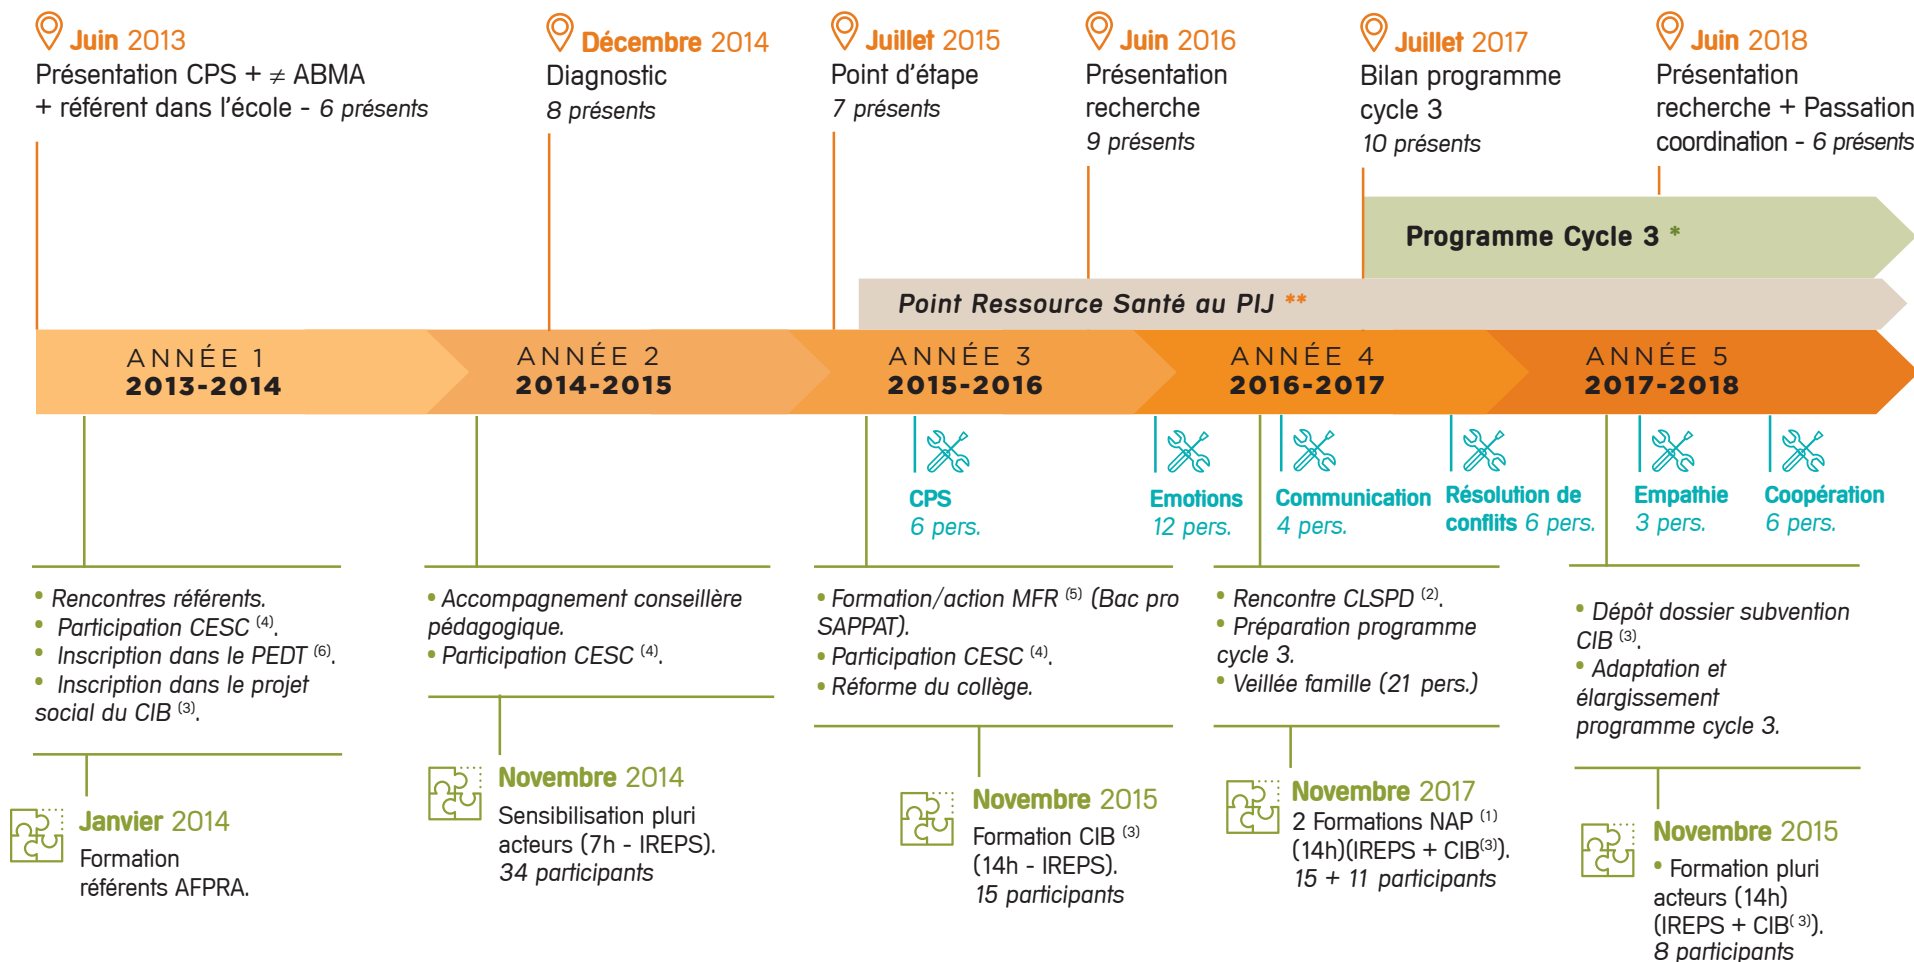 Juin 2013
Présentation CPS + ≠ ABMA
+ référent dans l'école - 6 présents
Décembre 2014
Diagnostic
8 présents
Juillet 2015
Point d'étape
7 présents
Juin 2016
Présentation
recherche
9 présents
Juillet 2017
Bilan programme
cycle 3
10 présents
Juin 2018
Présentation
recherche + Passation
coordination - 6 présents
Programme Cycle 3 *
Point Ressource Santé au PIJ **
ANNÉE 1
2013-2014
ANNÉE 2
2014-2015
ANNÉE 3
2015-2016
ANNÉE 4
2016-2017
ANNÉE 5
2017-2018
CPS
6 pers.
Emotions
12 pers.
Communication
4 pers.
Résolution de
conflits 6 pers.
Empathie
3 pers.
Coopération
6 pers.
• Rencontres référents.
• Participation CESC (4).
• Inscription dans le PEDT (6).
• Inscription dans le projet
social du CIB (3).
• Accompagnement conseillère
pédagogique.
• Participation CESC (4).
• Formation/action MFR (5) (Bac pro
SAPPAT).
• Participation CESC (4).
• Réforme du collège.
• Rencontre CLSPD (2).
• Préparation programme
cycle 3.
• Veillée famille (21 pers.)
• Dépôt dossier subvention
CIB (3).
• Adaptation et
élargissement
programme cycle 3.
Janvier 2014
Formation
référents AFPRA.
Novembre 2014
Sensibilisation pluri
acteurs (7h - IREPS).
34 participants
Novembre 2015
Formation CIB (3)
(14h - IREPS).
15 participants
Novembre 2017
2 Formations NAP (1)
(14h)(IREPS + CIB(3)).
15 + 11 participants
Novembre 2015
• Formation pluri
acteurs (14h)
(IREPS + CIB( 3)).
8 participants